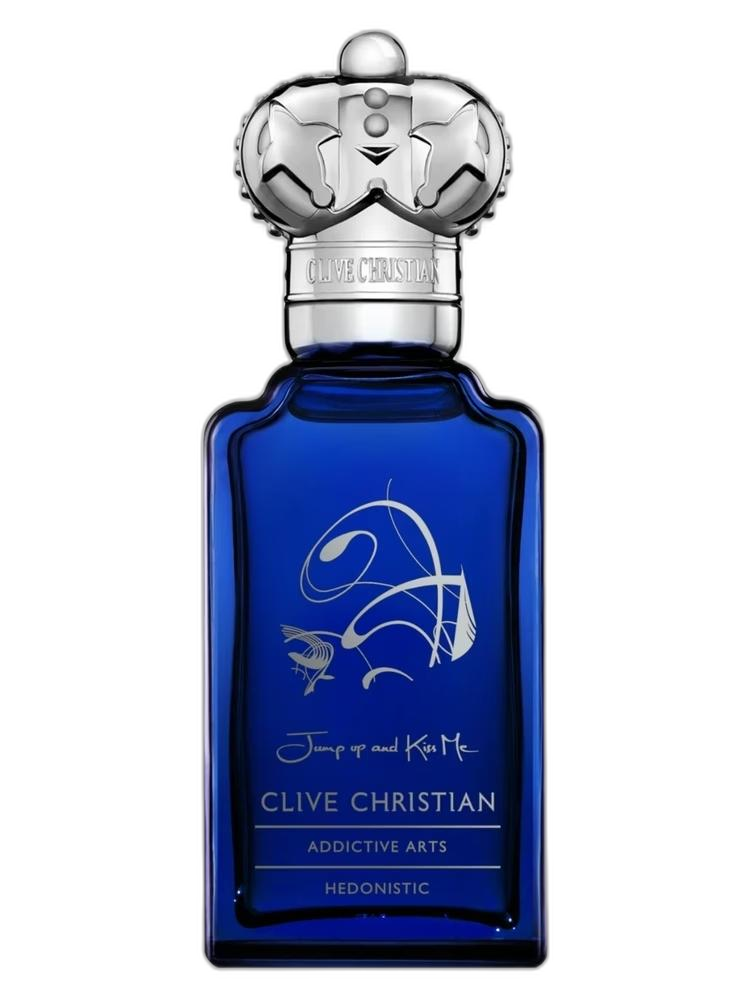 CLIVE CHRISTIAN
Jump up and Kiss Me
CLIVE CHRISTIAN
ADDICTIVE ARTS
HEDONISTIC